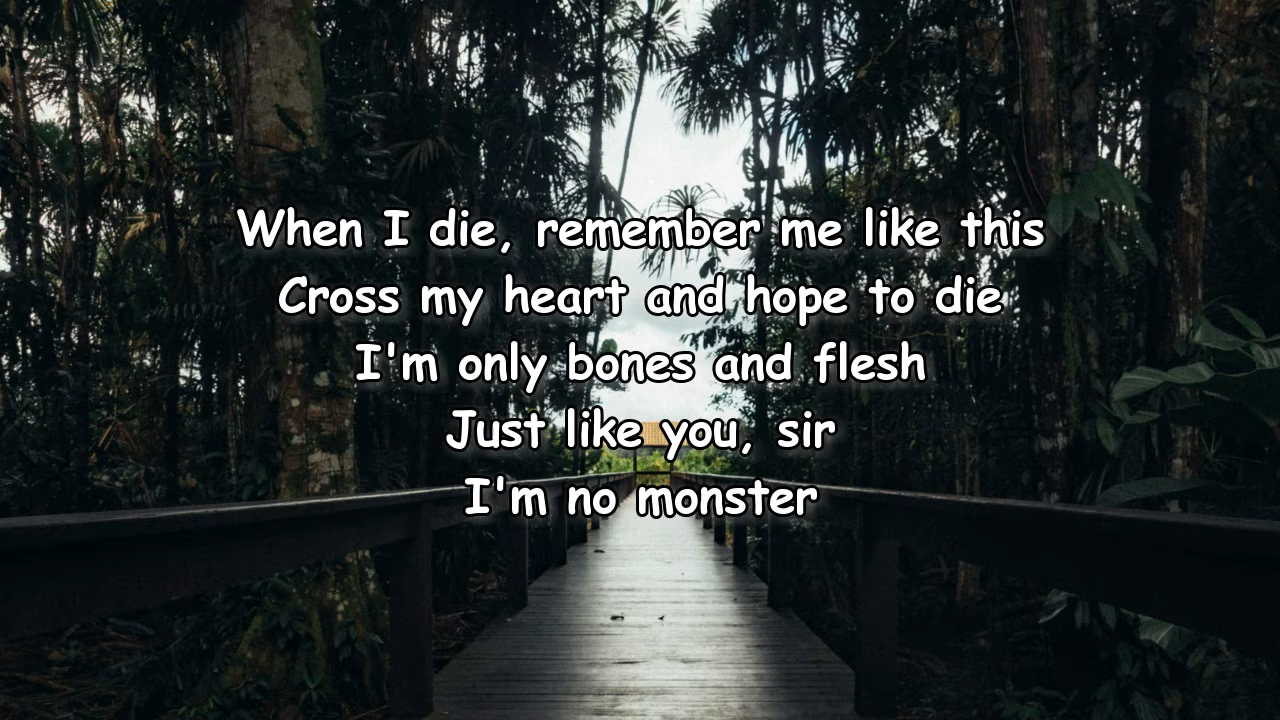 When I die, remember me like this
Cross my heart and hope to die
I'm only bones and flesh
Just like you, sir
I'm no monster